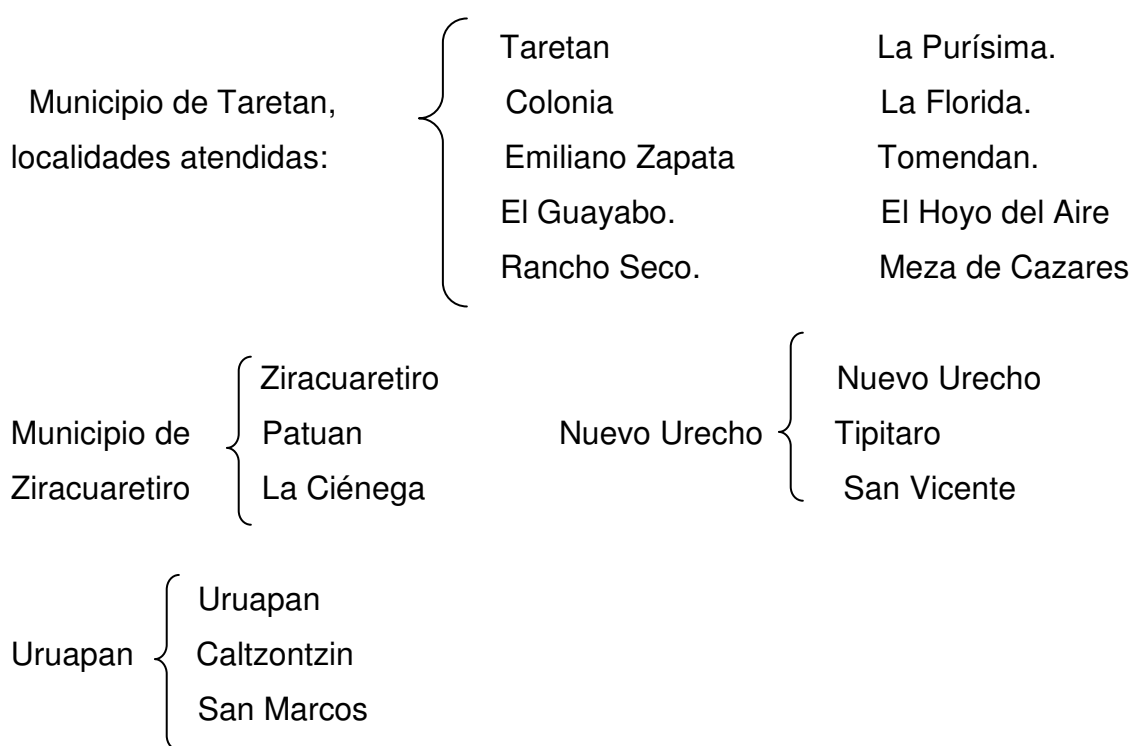 Taretan La Purísima.
Municipio de Taretan, Colonia La Florida.
localidades atendidas: Emiliano Zapata Tomendan.
El Guayabo. El Hoyo del Aire
Rancho Seco. Meza de Cazares
Ziracuaretiro Nuevo Urecho
Municipio de Patuan Nuevo Urecho Tipitaro
Ziracuaretiro La Ciénega San Vicente
Uruapan
Uruapan Caltzontzin
San Marcos